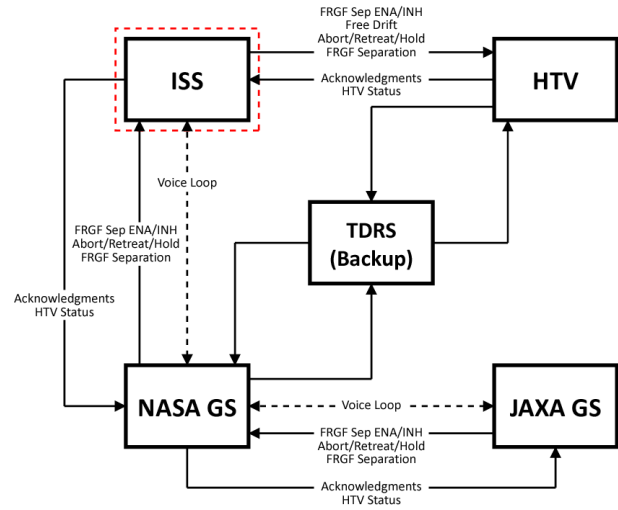 FRGF Sep ENA/INH
Free Drift
Abort/Retreat/Hold
FRGF Separation
ISS
HTV
Acknowledgments
HTV Status
Voice Loop
TDRS
(Backup)
FRGF Sep ENA/INH
Abort/Retreat/Hold
FRGF Separation
Acknowledgments
HTV Status
NASA GS
Voice Loop
JAXA GS
FRGF Sep ENA/INH
Abort/Retreat/Hold
FRGF Separation
Acknowledgments
HTV Status